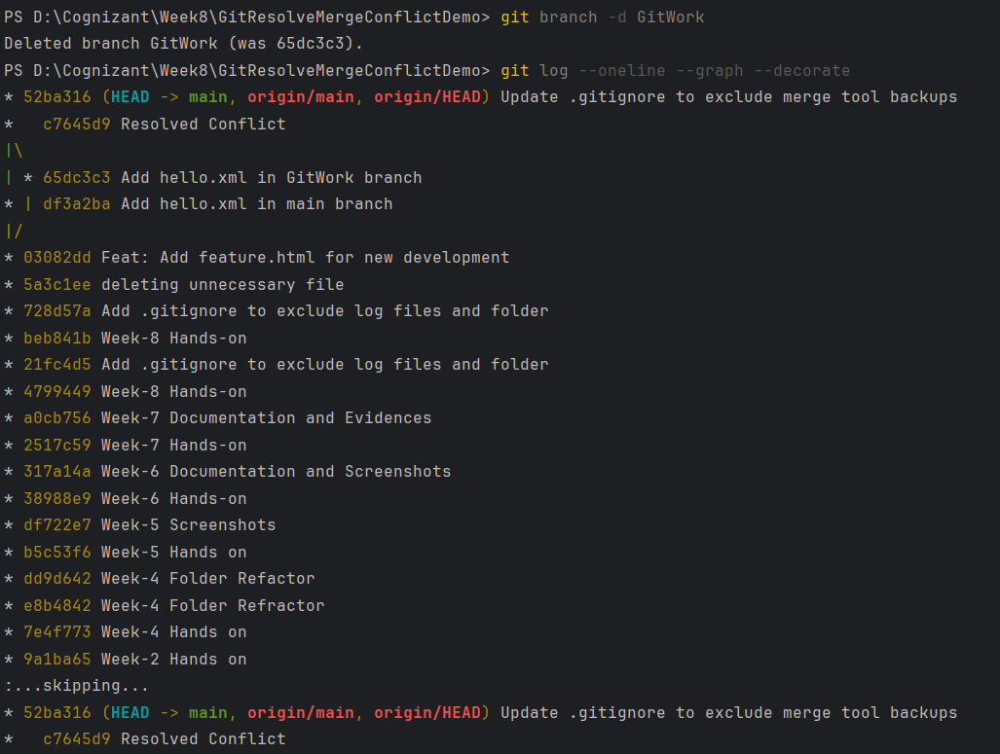 PS D:\Cognizant\Week8\GitResolveMergeConflictDemo> git branch -d GitWork
Deleted branch GitWork (was 65dc3c3).
PS D:\Cognizant\Week8\GitResolveMergeConflictDemo> git log --oneline --graph --decorate
* 52ba316 (HEAD -> main, origin/main, origin/HEAD) Update .gitignore to exclude merge tool backups
*   c7645d9 Resolved Conflict
|\
| * 65dc3c3 Add hello.xml in GitWork branch
* | df3a2ba Add hello.xml in main branch
|/
* 03082dd Feat: Add feature.html for new development
* 5a3c1ee deleting unnecessary file
* 728d57a Add .gitignore to exclude log files and folder
* beb841b Week-8 Hands-on
* 21fc4d5 Add .gitignore to exclude log files and folder
* 4799449 Week-8 Hands-on
* a0cb756 Week-7 Documentation and Evidences
* 2517c59 Week-7 Hands-on
* 317a14a Week-6 Documentation and Screenshots
* 38988e9 Week-6 Hands-on
* df722e7 Week-5 Screenshots
* b5c53f6 Week-5 Hands on
* dd9d642 Week-4 Folder Refactor
* e8b4842 Week-4 Folder Refractor
* 7e4f773 Week-4 Hands on
* 9a1ba65 Week-2 Hands on
:...skipping...
* 52ba316 (HEAD -> main, origin/main, origin/HEAD) Update .gitignore to exclude merge tool backups
*   c7645d9 Resolved Conflict